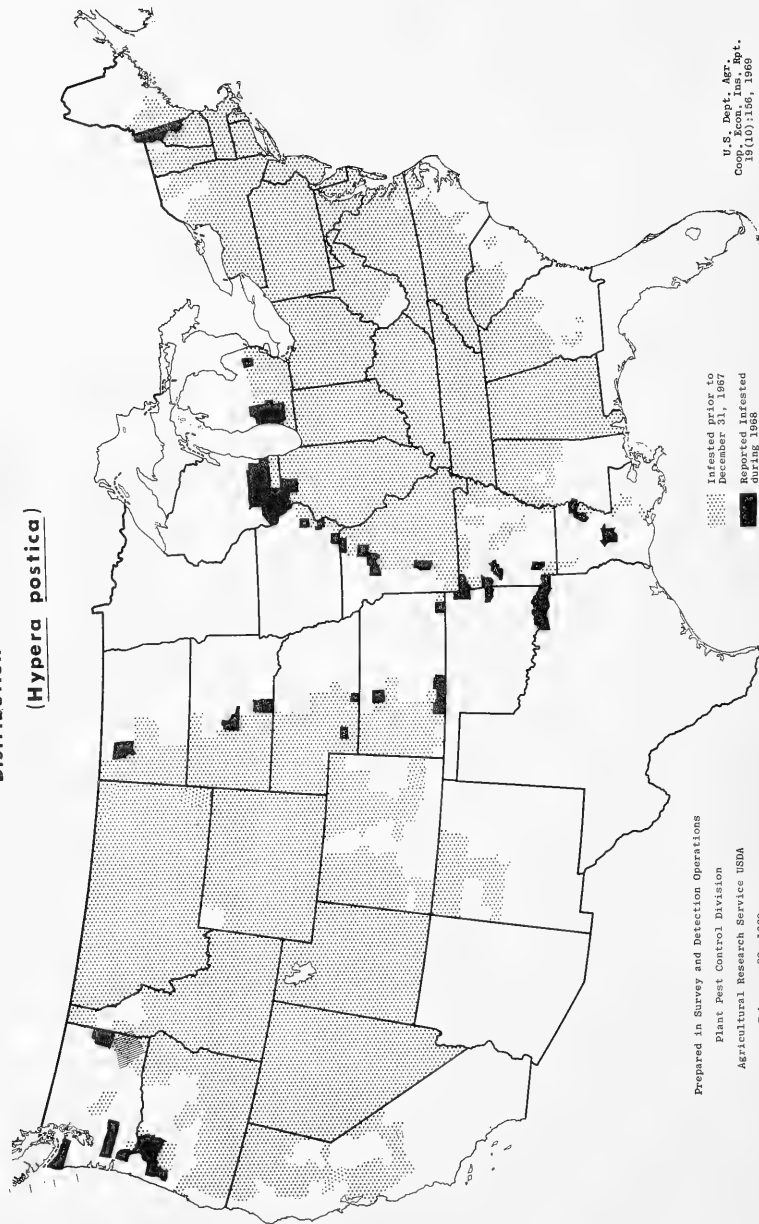 (Hypera postica)
Infested prior to
December 31, 1967
Reported Infested
during 1968
U.S. Dept. Agr.
Coop. Econ. Ins. Rpt.
19(10):156, 1969
Prepared in Survey and Detection Operations
Plant Pest Control Division
Agricultural Research Service USDA